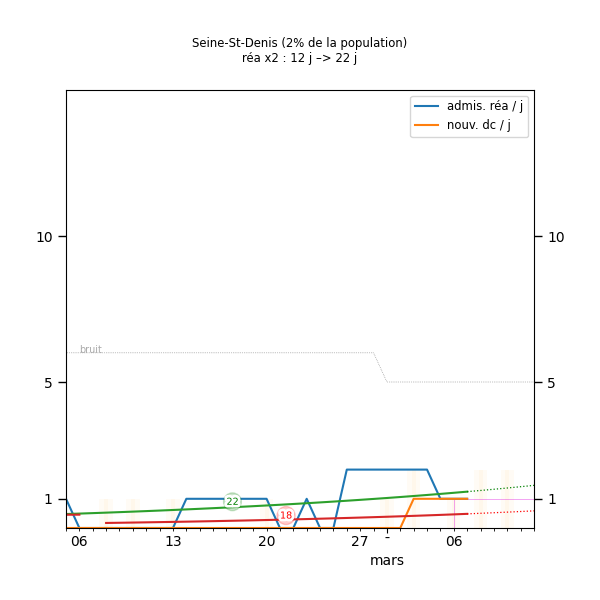 Seine-St-Denis (2% de la population)
réa x2 : 12 j –> 22 j
admis. réa / j
nouv. dc / j
10 10
bruit
5 5
22
18
1 1
06 13 20 27 - 06
mars